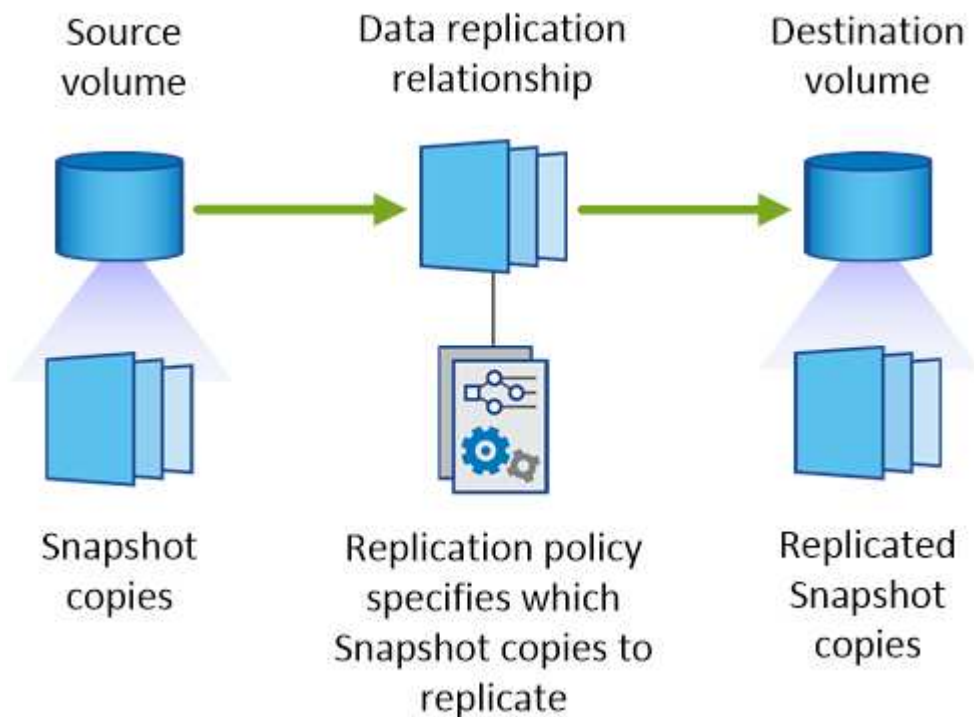 Source
volume
Data replication
relationship
Destination
volume
Snapshot
copies
Replication policy
specifies which
Snapshot copies to
replicate
Replicated
Snapshot
copies